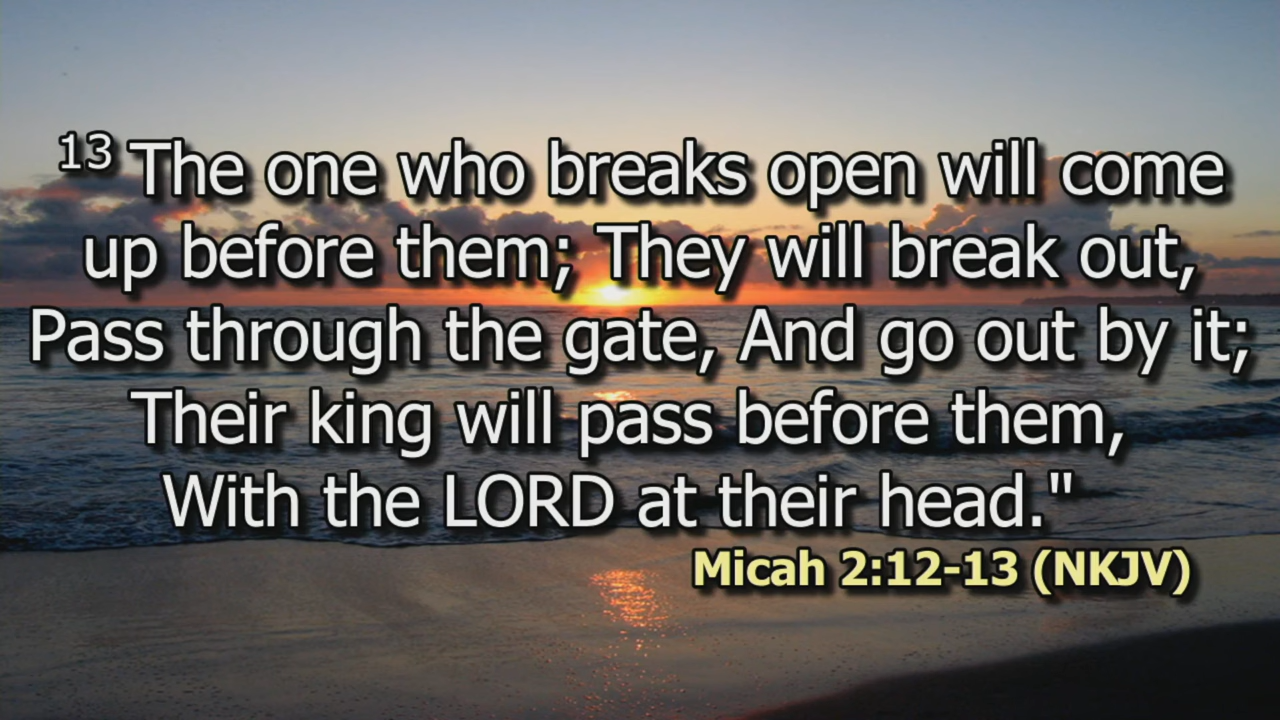 13 The one who breaks open will come
up before them; They will break out,
Pass through the gate, And go out by it;
Their king will pass before them,
With the LORD at their head."
Micah 2:12-13 (NKJV)